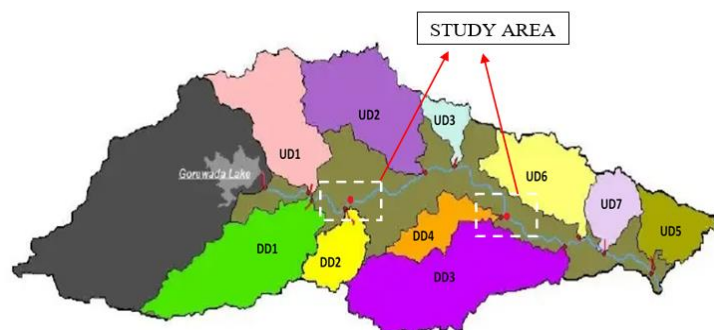 STUDY AREA
UD3
UD2
UD1
Gorewada Lake
UD6
UD7
UD5
DD4
DD1
DD2
DD3